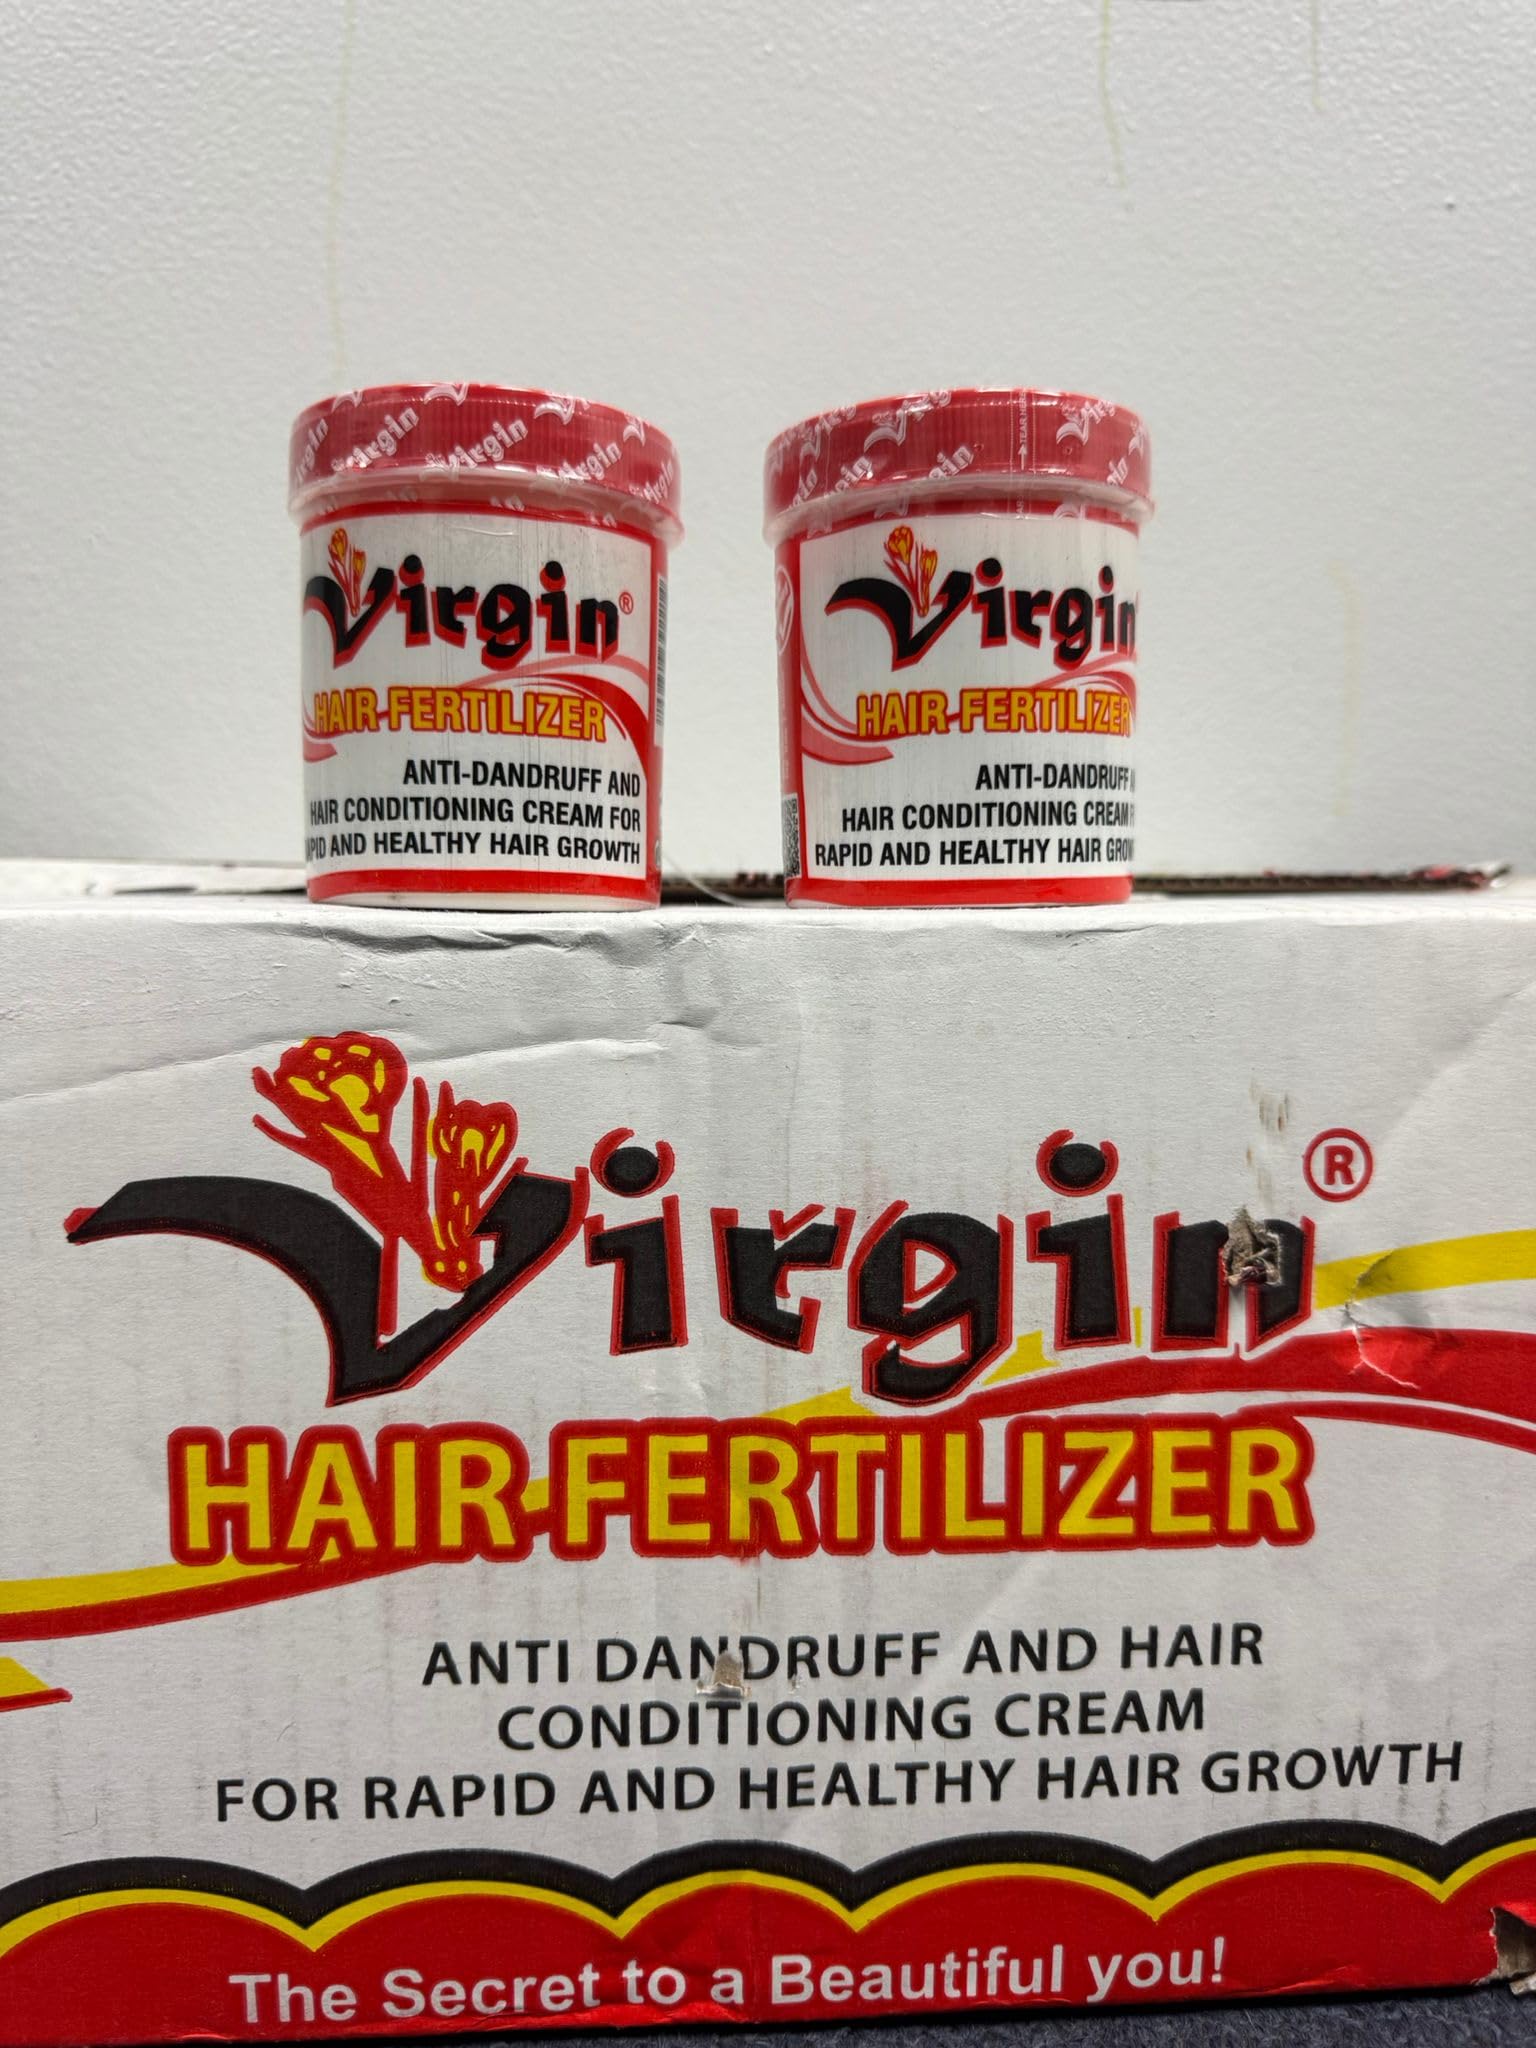 Virgin®
HAIR FERTILIZER
ANTI-DANDRUFF AND
HAIR CONDITIONING CREAM FOR
RAPID AND HEALTHY HAIR GROWTH
Virgin
HAIR FERTILIZER
ANTI-DANDRUFF
HAIR CONDITIONING CREAM
RAPID AND HEALTHY HAIR
Virgin®
HAIR FERTILIZER
ANTI DANDRUFF AND HAIR
CONDITIONING CREAM
FOR RAPID AND HEALTHY HAIR GROWTH
The Secret to a Beautiful you!